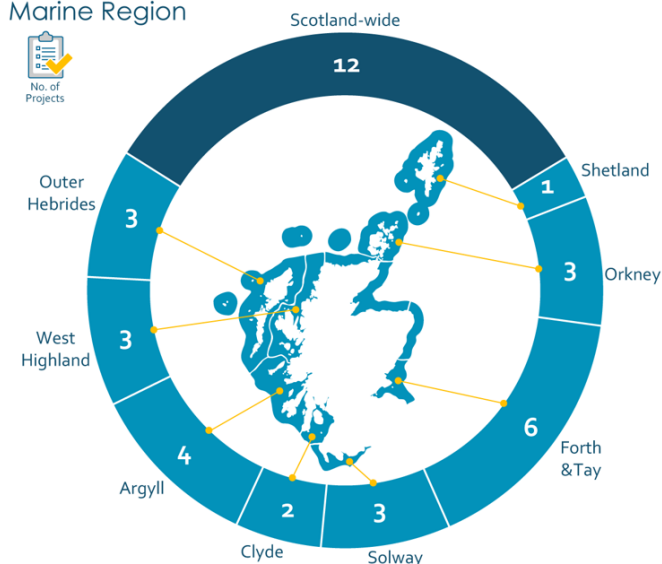 Marine Region
No. of
Projects
Scotland-wide
12
Shetland
1
3
Orkney
6
Forth
&Tay
3
Solway
2
Clyde
4
Argyll
3
West
Highland
3
Outer
Hebrides